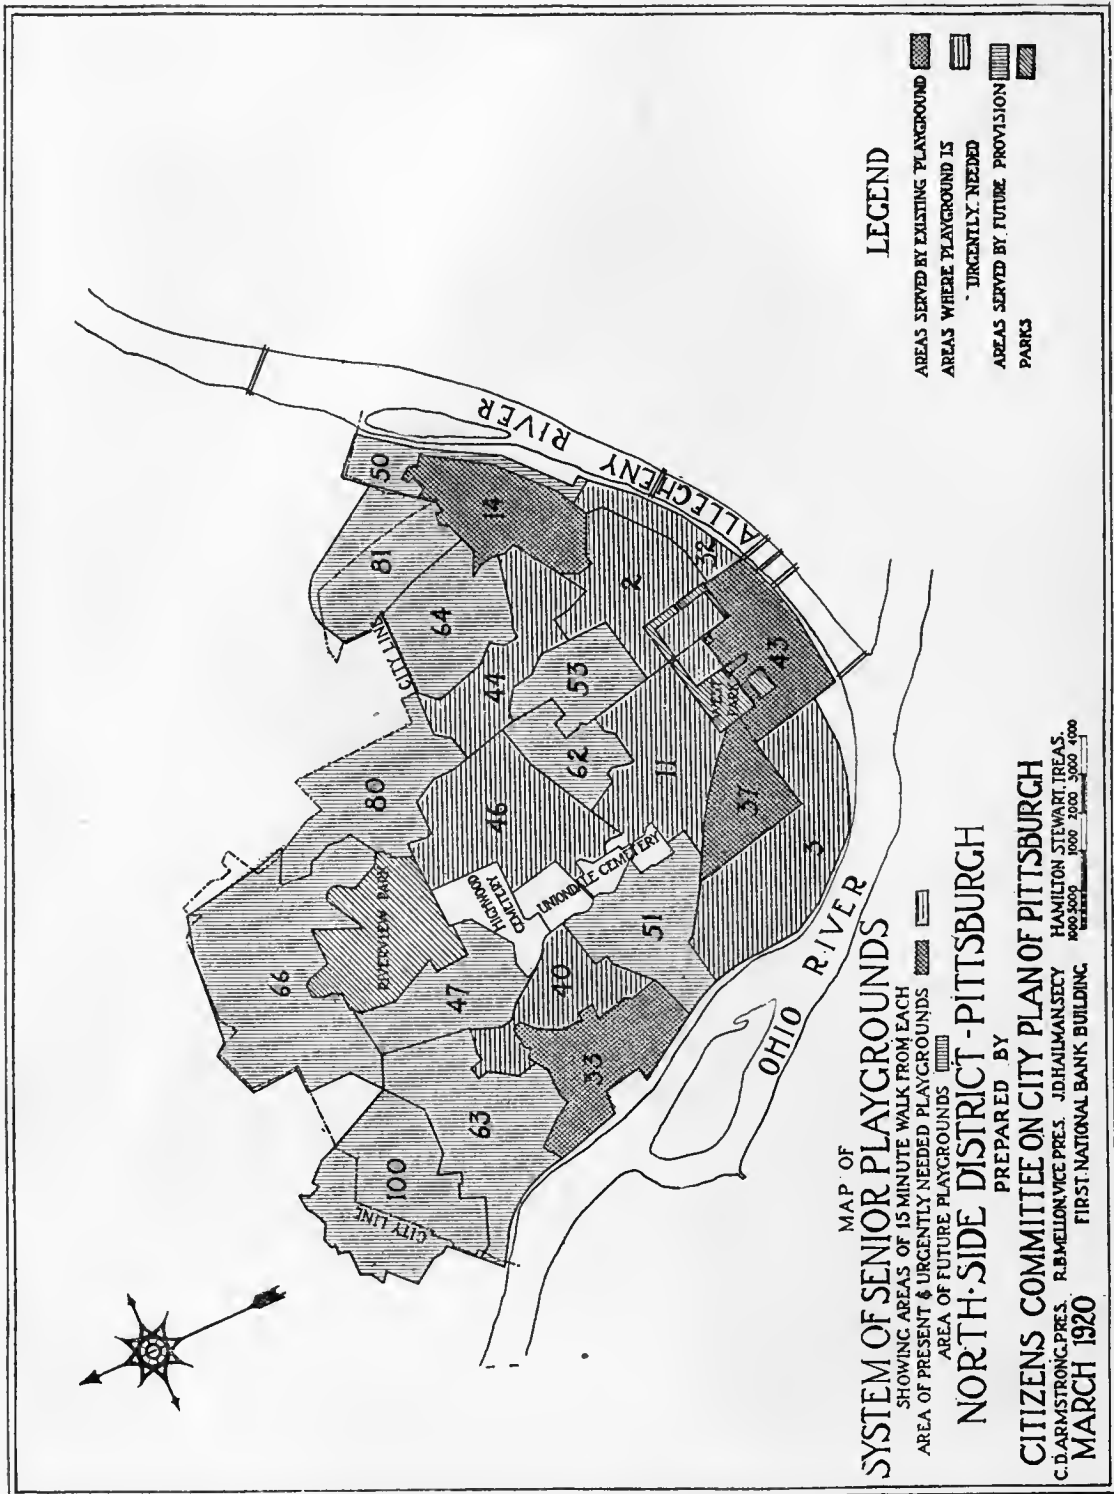 MAP OF
SYSTEM OF SENIOR PLAYGROUNDS
SHOWING AREAS OF 15 MINUTE WALK FROM EACH
AREA OF PRESENT & URGENTLY NEEDED PLAYGROUNDS
AREA OF FUTURE PLAYGROUNDS
NORTH·SIDE DISTRICT-PITTSBURGH
PREPARED BY
CITIZENS COMMITTEE ON CITY PLAN OF PITTSBURGH
C.D.ARMSTRONG,PRES. R.B.MELLON,VICE PRES. J.D.HAILMAN,SECY HAMILTON STEWART,TREAS.
MARCH 1920
FIRST NATIONAL BANK BUILDING
1000 500 0 1000 2000 3000 4000
LEGEND
AREAS SERVED BY EXISTING PLAYGROUND
AREAS WHERE PLAYGROUND IS
URGENTLY NEEDED
AREAS SERVED BY FUTURE PROVISION
PARKS
100
CITY LINE
63
66
RIVERVIEW PARK
47
40
33
HIGHWOOD
CEMETERY
UNIONDALE CEMETERY
51
80
46
62
11
37
3
CITY LINE
64
44
53
WEST
PARK
43
81
50
14
2
32
ALLEGHENY RIVER
OHIO RIVER